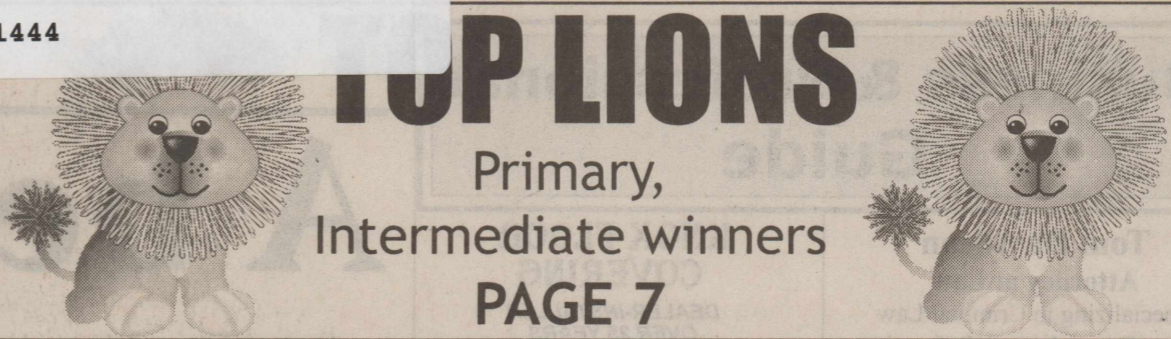 1444
TOP LIONS
Primary,
Intermediate winners
PAGE 7